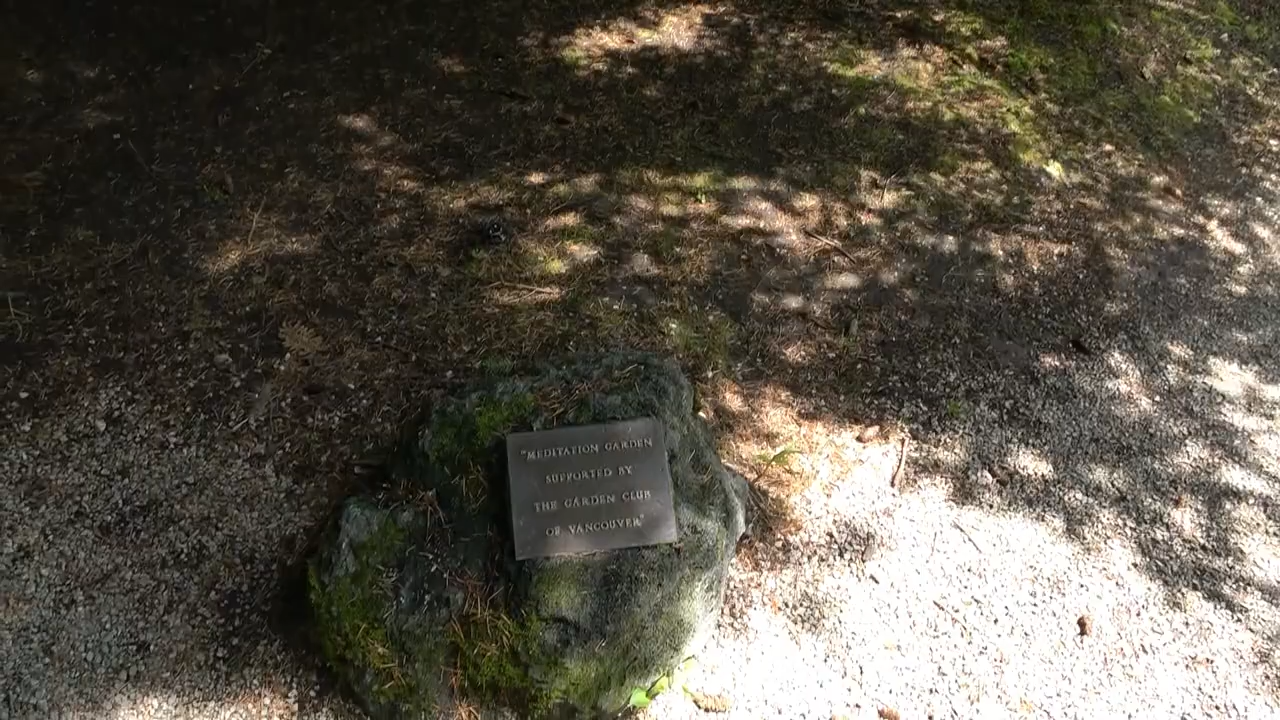 "MEDITATION GARDEN
SUPPORTED BY
THE GARDEN CLUB
OF VANCOUVER"